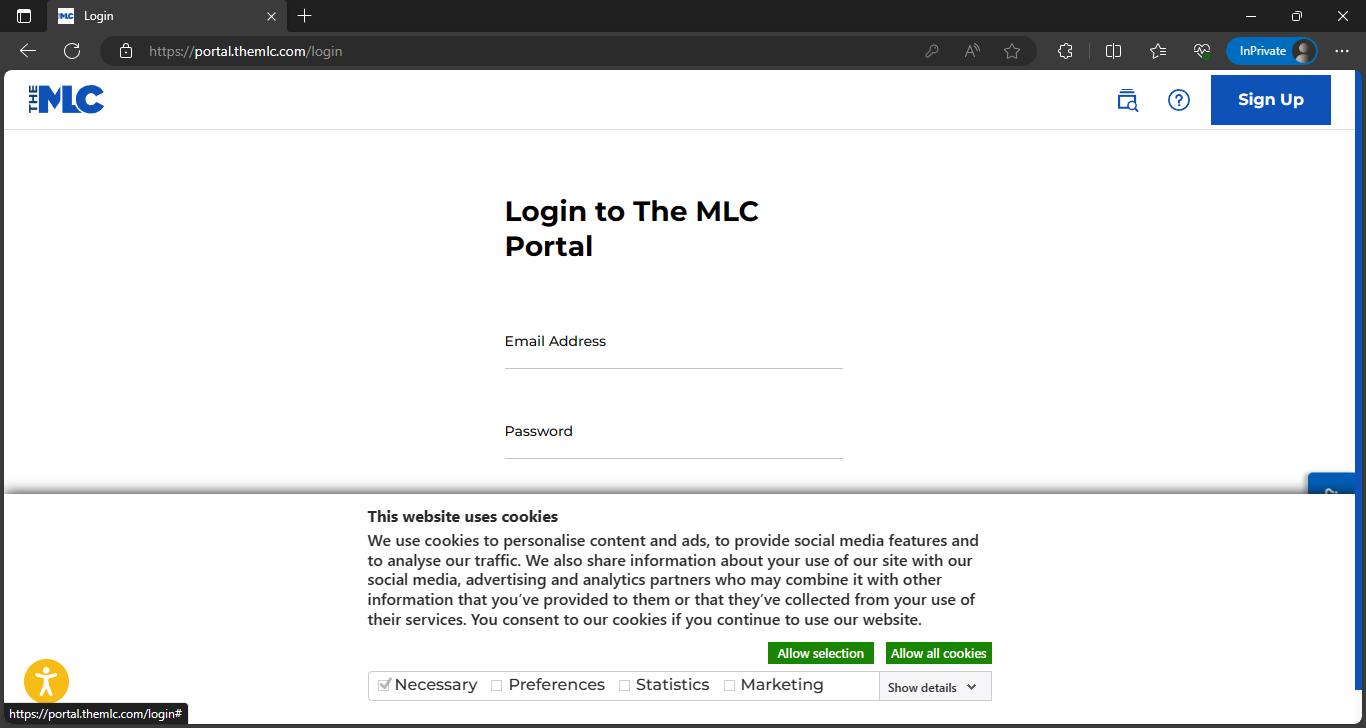 Login
https://portal.themlc.com/login
InPrivate
THE MLC
Sign Up
Login to The MLC
Portal
Email Address
Password
This website uses cookies
We use cookies to personalise content and ads, to provide social media features and
to analyse our traffic. We also share information about your use of our site with our
social media, advertising and analytics partners who may combine it with other
information that you've provided to them or that they've collected from your use of
their services. You consent to our cookies if you continue to use our website.
Allow selection
Allow all cookies
Necessary Preferences Statistics Marketing
Show details
https://portal.themlc.com/login#